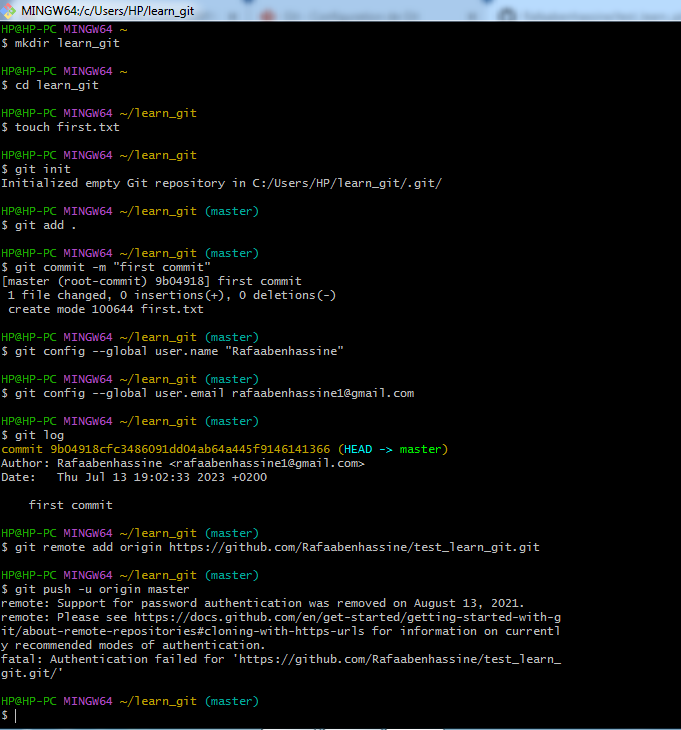 MINGW64:/c/Users/HP/learn_git
HP@HP-PC MINGW64 ~
$ mkdir learn_git
HP@HP-PC MINGW64 ~
$ cd learn_git
HP@HP-PC MINGW64 ~/learn_git
$ touch first.txt
HP@HP-PC MINGW64 ~/learn_git
$ git init
Initialized empty Git repository in C:/Users/HP/learn_git/.git/
HP@HP-PC MINGW64 ~/learn_git (master)
$ git add .
HP@HP-PC MINGW64 ~/learn_git (master)
$ git commit -m "first commit"
[master (root-commit) 9b04918] first commit
 1 file changed, 0 insertions(+), 0 deletions(-)
 create mode 100644 first.txt
HP@HP-PC MINGW64 ~/learn_git (master)
$ git config --global user.name "Rafaabenhassine"
HP@HP-PC MINGW64 ~/learn_git (master)
$ git config --global user.email rafaabenhassine1@gmail.com
HP@HP-PC MINGW64 ~/learn_git (master)
$ git log
commit 9b04918cfc3486091dd04ab64a445f9146141366 (HEAD -> master)
Author: Rafaabenhassine <rafaabenhassine1@gmail.com>
Date:   Thu Jul 13 19:02:33 2023 +0200
    first commit
HP@HP-PC MINGW64 ~/learn_git (master)
$ git remote add origin https://github.com/Rafaabenhassine/test_learn_git.git
HP@HP-PC MINGW64 ~/learn_git (master)
$ git push -u origin master
remote: Support for password authentication was removed on August 13, 2021.
remote: Please see https://docs.github.com/en/get-started/getting-started-with-g
it/about-remote-repositories#cloning-with-https-urls for information on currentl
y recommended modes of authentication.
fatal: Authentication failed for 'https://github.com/Rafaabenhassine/test_learn_
git.git/'
HP@HP-PC MINGW64 ~/learn_git (master)
$